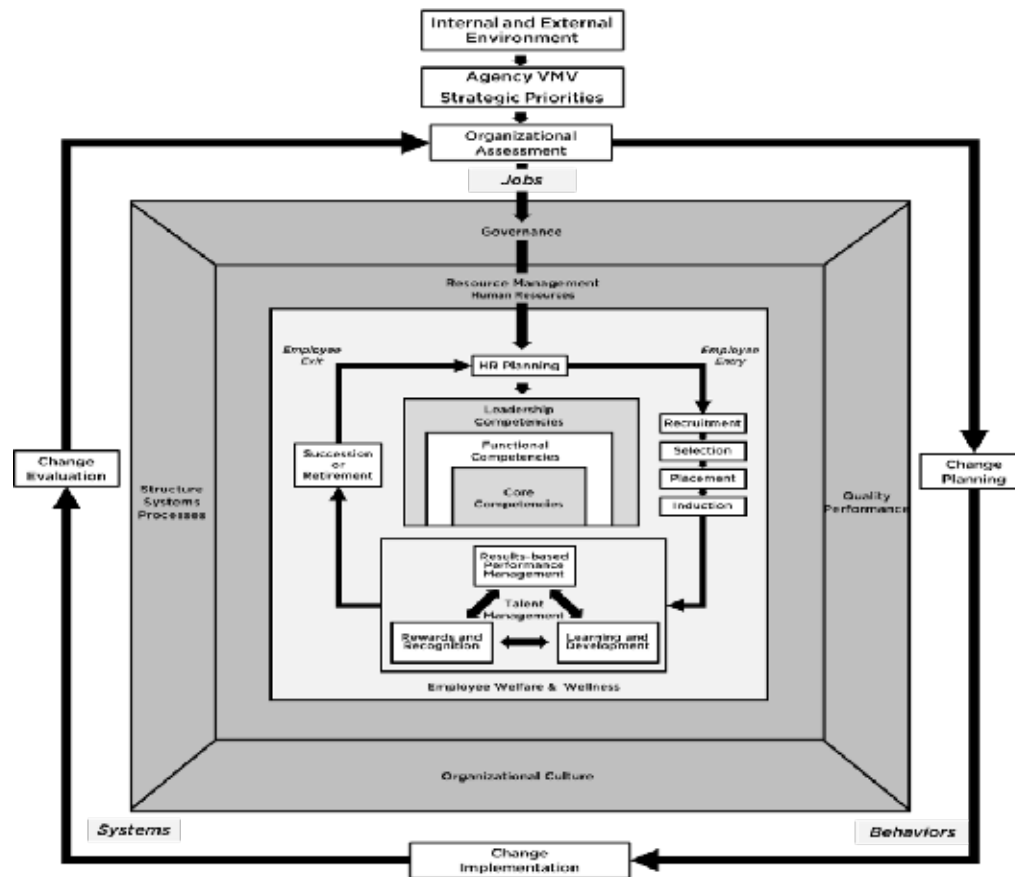 Internal and External
Environment
Agency VMV
Strategic Priorities
Organizational
Assessment
Jobs
Governance
Resource Management
Human Resources
Employee
Exit
Employee
Entry
HR Planning
Leadership
Competencies
Functional
Competencies
Core
Competencies
Recruitment
Selection
Placement
Induction
Succession
or
Retirement
Change
Evaluation
Structure
Systems
Processes
Quality
Performance
Change
Planning
Results-based
Performance
Management
Talent
Management
Rewards and
Recognition
Learning and
Development
Employee Welfare & Wellness
Organizational Culture
Systems
Behaviors
Change
Implementation